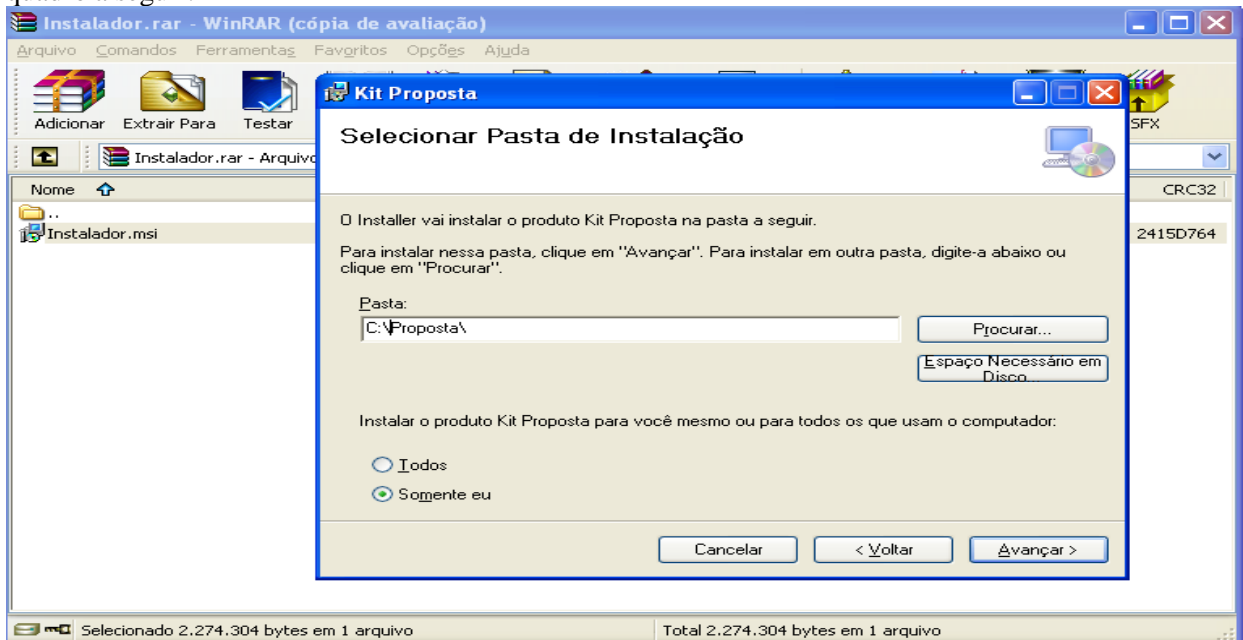 Instalador.rar - WinRAR (cópia de avaliação)
Arquivo Comandos Ferramentas Favoritos Opções Ajuda
Adicionar Extrair Para Testar SFX
Kit Proposta
Selecionar Pasta de Instalação
Instalador.rar - Arquivo
Nome CRC32
..
Instalador.msi 2415D764
O Installer vai instalar o produto Kit Proposta na pasta a seguir.
Para instalar nessa pasta, clique em "Avançar". Para instalar em outra pasta, digite-a abaixo ou
clique em "Procurar".
Pasta:
C:\Proposta\ Procurar...
Espaço Necessário em
Disco...
Instalar o produto Kit Proposta para você mesmo ou para todos os que usam o computador:
Todos
Somente eu
Cancelar < Voltar Avançar >
Selecionado 2.274.304 bytes em 1 arquivo Total 2.274.304 bytes em 1 arquivo